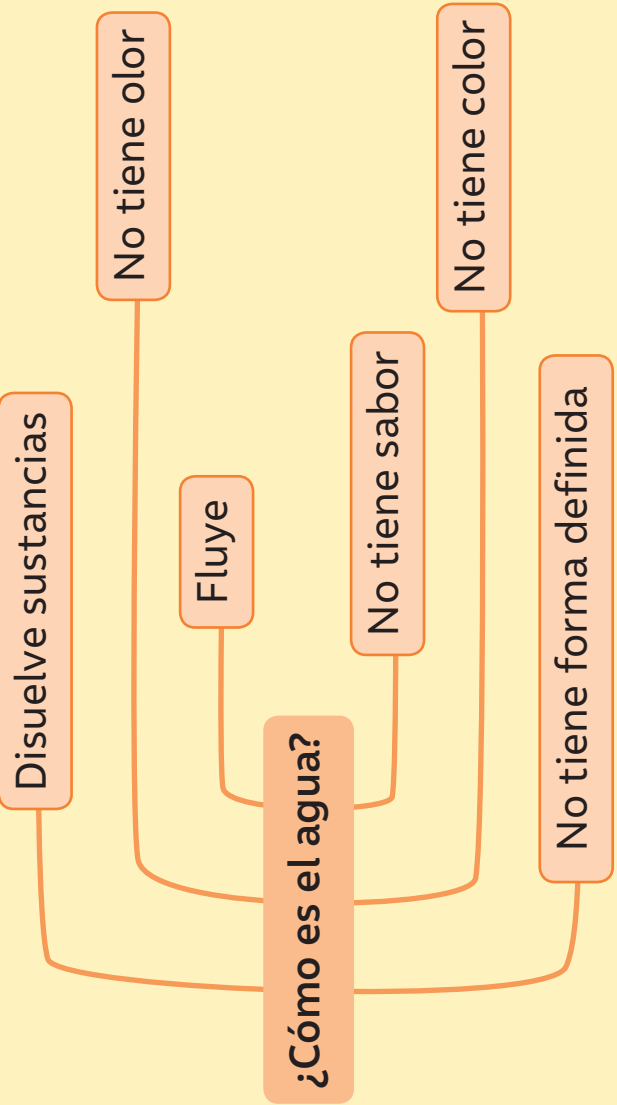 Disuelve sustancias
No tiene olor
Fluye
¿Cómo es el agua?
No tiene sabor
No tiene color
No tiene forma definida